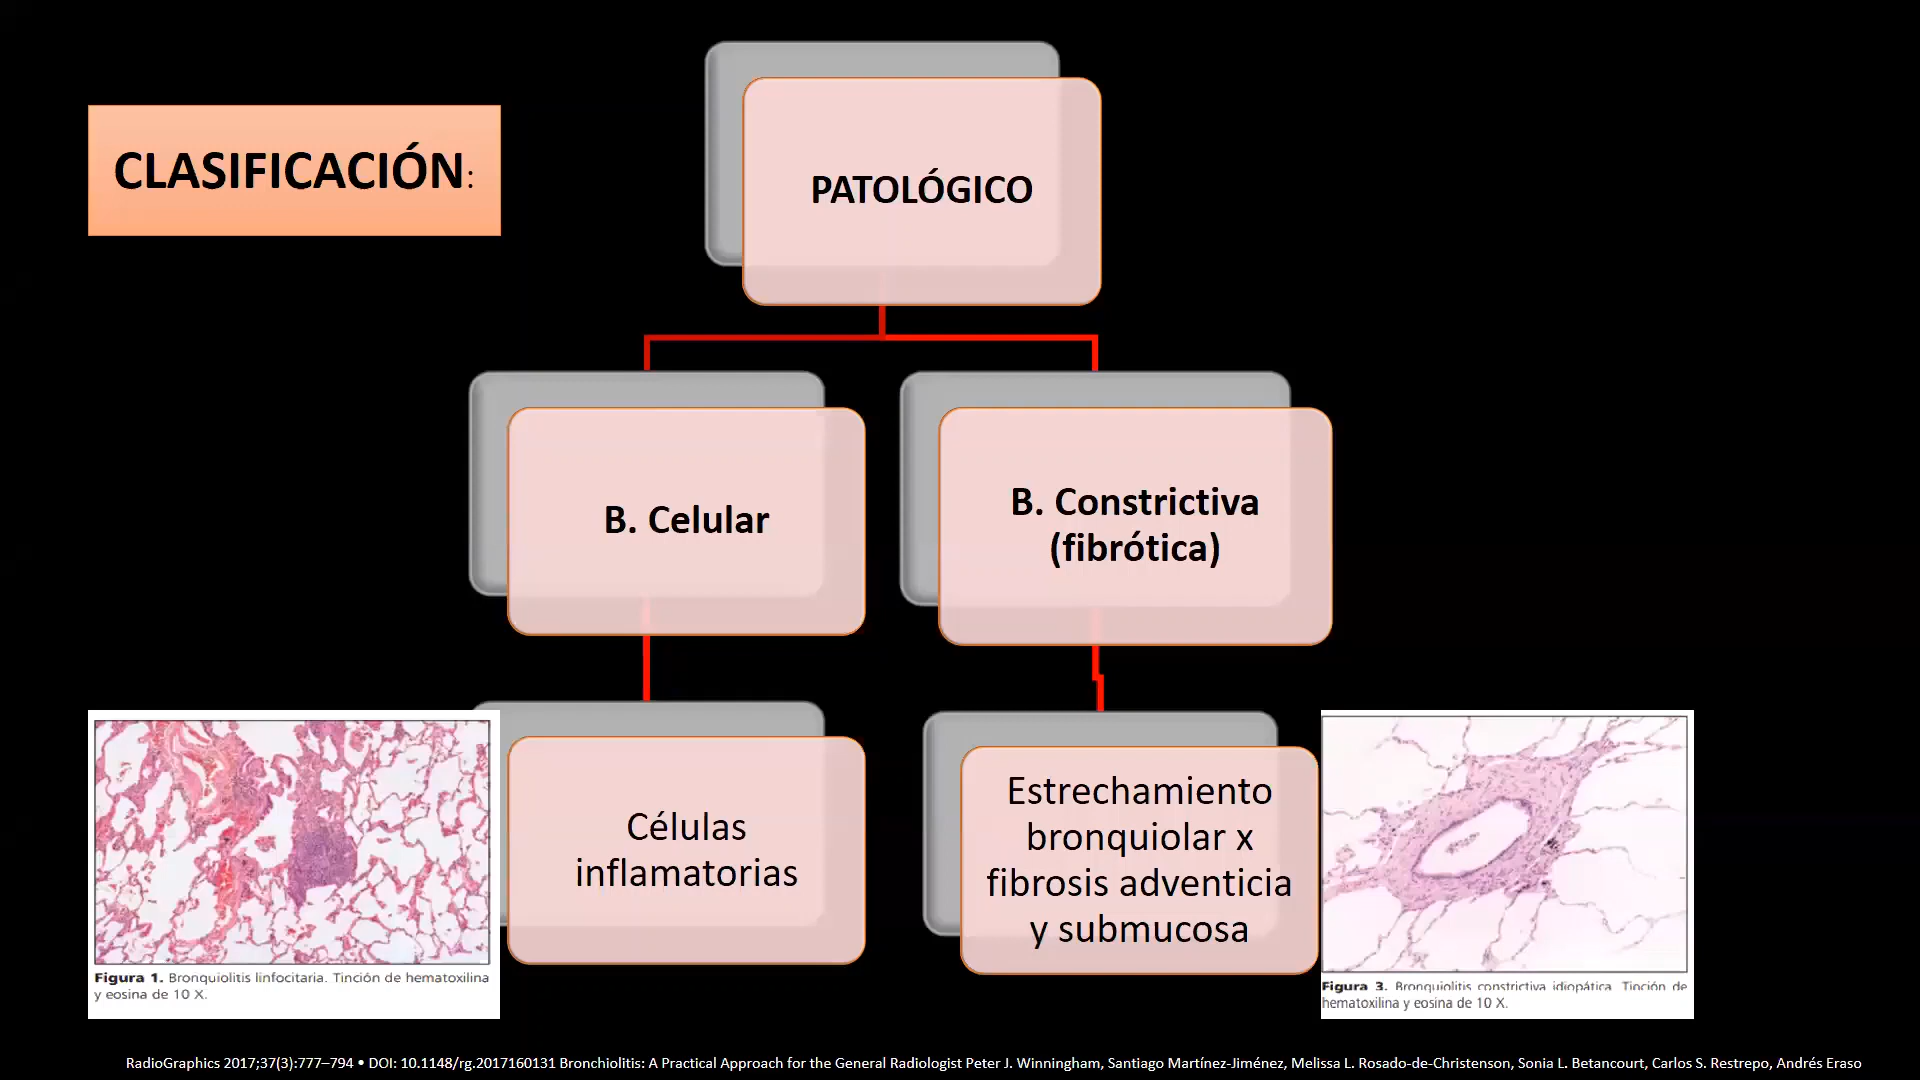 CLASIFICACIÓN:
PATOLÓGICO
B. Celular
B. Constrictiva
(fibrótica)
Células
inflamatorias
Estrechamiento
bronquiolar x
fibrosis adventicia
y submucosa
Figura 1. Bronquiolitis linfocitaria. Tinción de hematoxilina
y eosina de 10 X.
Figura 3. Bronquiolitis constrictiva idiopática. Tinción de
hematoxilina y eosina de 10 X.
RadioGraphics 2017;37(3):777–794 • DOI: 10.1148/rg.2017160131 Bronchiolitis: A Practical Approach for the General Radiologist Peter J. Winningham, Santiago Martínez-Jiménez, Melissa L. Rosado-de-Christenson, Sonia L. Betancourt, Carlos S. Restrepo, Andrés Eraso